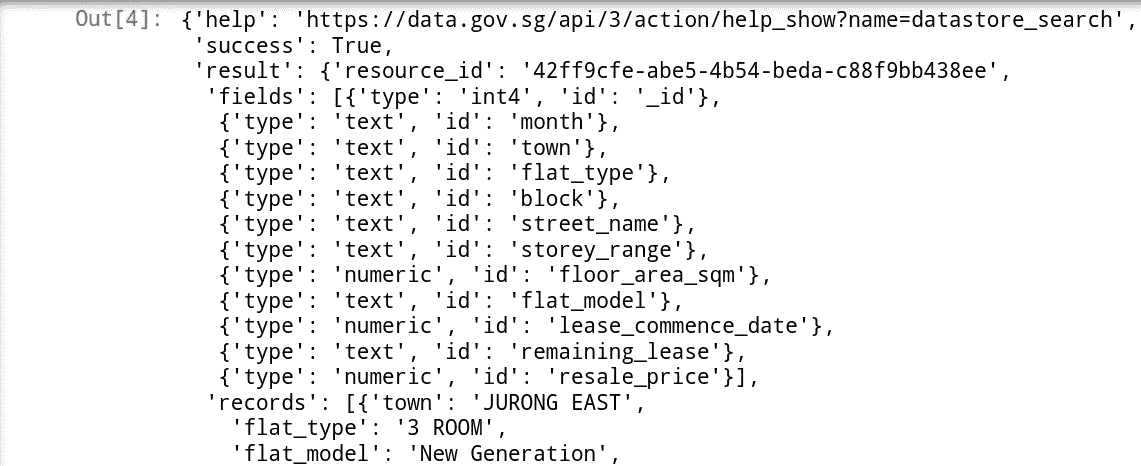 Out[4]: {'help': 'https://data.gov.sg/api/3/action/help_show?name=datastore_search',
'success': True,
'result': {'resource_id': '42ff9cfe-abe5-4b54-beda-c88f9bb438ee',
'fields': [{'type': 'int4', 'id': '_id'},
{'type': 'text', 'id': 'month'},
{'type': 'text', 'id': 'town'},
{'type': 'text', 'id': 'flat_type'},
{'type': 'text', 'id': 'block'},
{'type': 'text', 'id': 'street_name'},
{'type': 'text', 'id': 'storey_range'},
{'type': 'numeric', 'id': 'floor_area_sqm'},
{'type': 'text', 'id': 'flat_model'},
{'type': 'numeric', 'id': 'lease_commence_date'},
{'type': 'text', 'id': 'remaining_lease'},
{'type': 'numeric', 'id': 'resale_price'}],
'records': [{'town': 'JURONG EAST',
'flat_type': '3 ROOM',
'flat_model': 'New Generation',